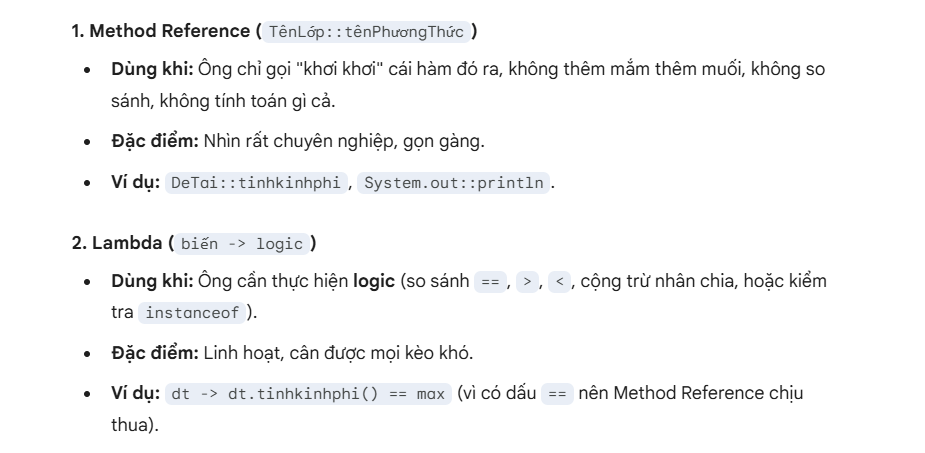 1. Method Reference ( TênLớp::tênPhươngThức )
• Dùng khi: Ông chỉ gọi "khơi khơi" cái hàm đó ra, không thêm mắm thêm muối, không so
sánh, không tính toán gì cả.
• Đặc điểm: Nhìn rất chuyên nghiệp, gọn gàng.
• Ví dụ: DeTai::tinhkinhphi , System.out::println .
2. Lambda ( biến -> logic )
• Dùng khi: Ông cần thực hiện logic (so sánh == , > , < , cộng trừ nhân chia, hoặc kiểm
tra instanceof ).
• Đặc điểm: Linh hoạt, cân được mọi kèo khó.
• Ví dụ: dt -> dt.tinhkinhphi() == max (vì có dấu == nên Method Reference chịu
thua).